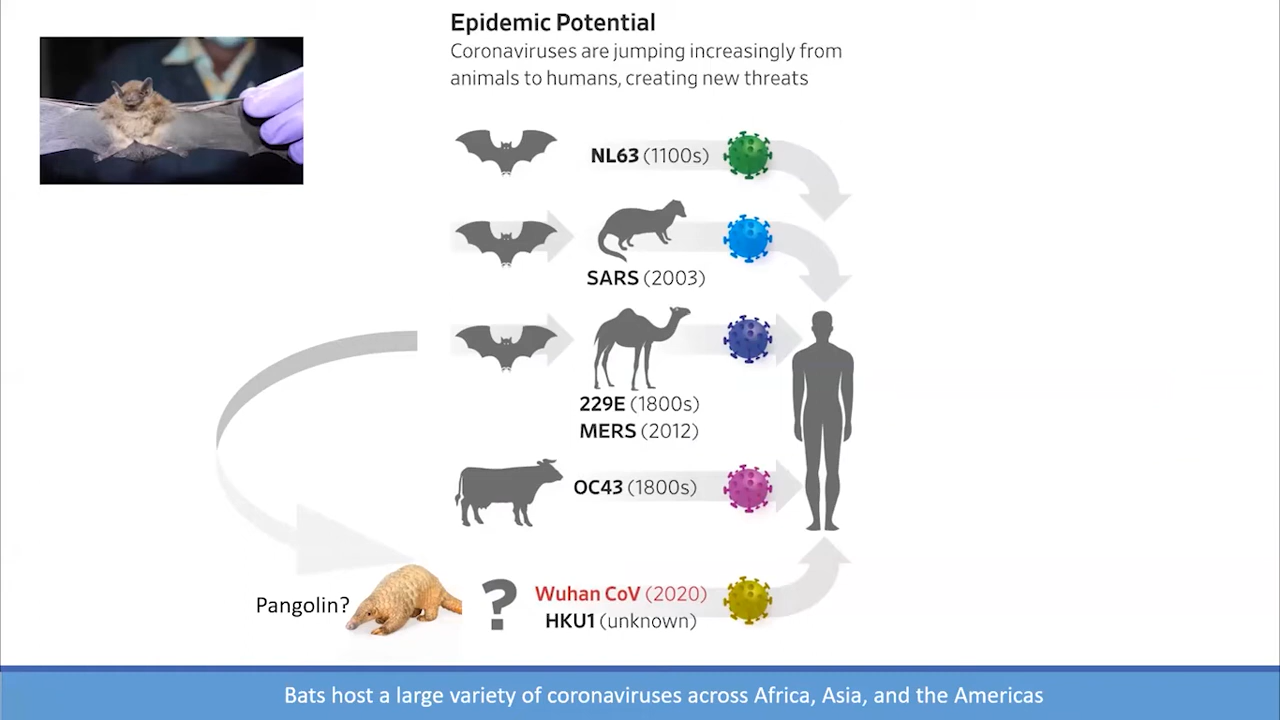 Epidemic Potential
Coronaviruses are jumping increasingly from
animals to humans, creating new threats
NL63 (1100s)
SARS (2003)
229E (1800s)
MERS (2012)
OC43 (1800s)
Pangolin?
?
Wuhan CoV (2020)
HKU1 (unknown)
Bats host a large variety of coronaviruses across Africa, Asia, and the Americas